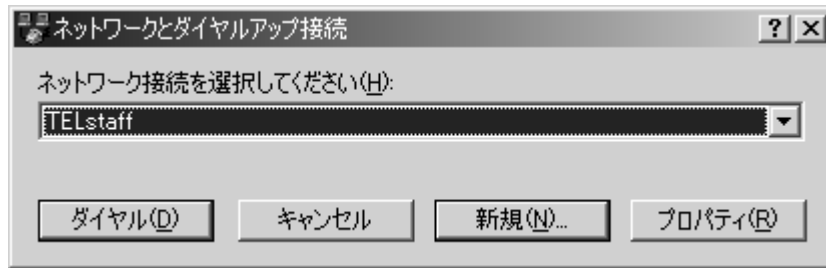 ネットワークとダイヤルアップ接続
ネットワーク接続を選択してください(H):
TELstaff
ダイヤル(D) キャンセル 新規(N)... プロパティ(R)